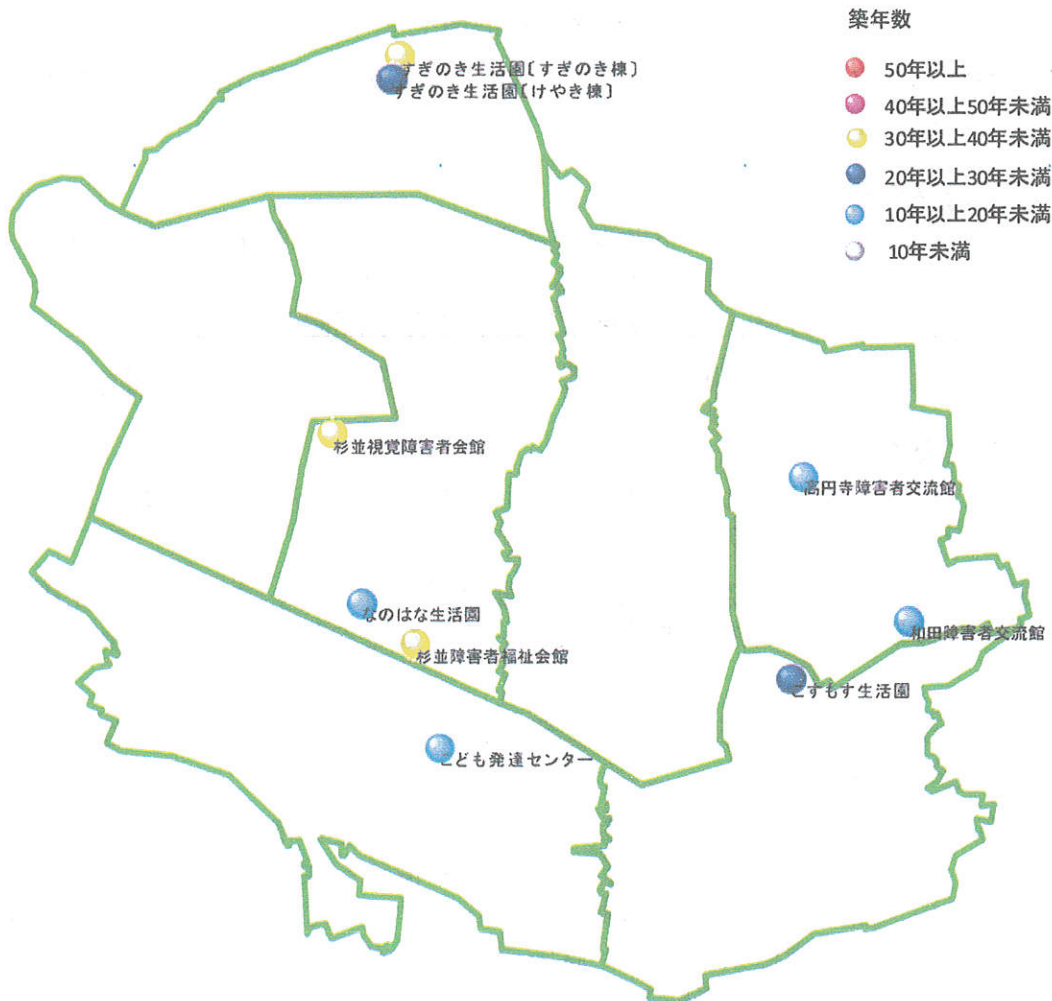 築年数
50年以上
40年以上50年未満
30年以上40年未満
20年以上30年未満
10年以上20年未満
10年未満
すぎのき生活園〔すぎのき棟〕
すぎのき生活園〔けやき棟〕
杉並視覚障害者会館
高円寺障害者交流館
なのはな生活園
和田障害者交流館
杉並障害者福祉会館
こすもす生活園
こども発達センター